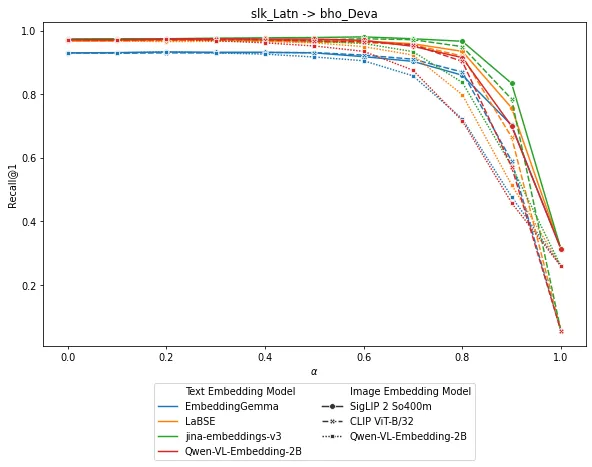 slk_Latn -> bho_Deva
Recall@1
1.0
0.8
0.6
0.4
0.2
0.0 0.2 0.4 0.6 0.8 1.0
α
Text Embedding Model
EmbeddingGemma
LaBSE
jina-embeddings-v3
Qwen-VL-Embedding-2B
Image Embedding Model
SigLIP 2 So400m
CLIP ViT-B/32
Qwen-VL-Embedding-2B